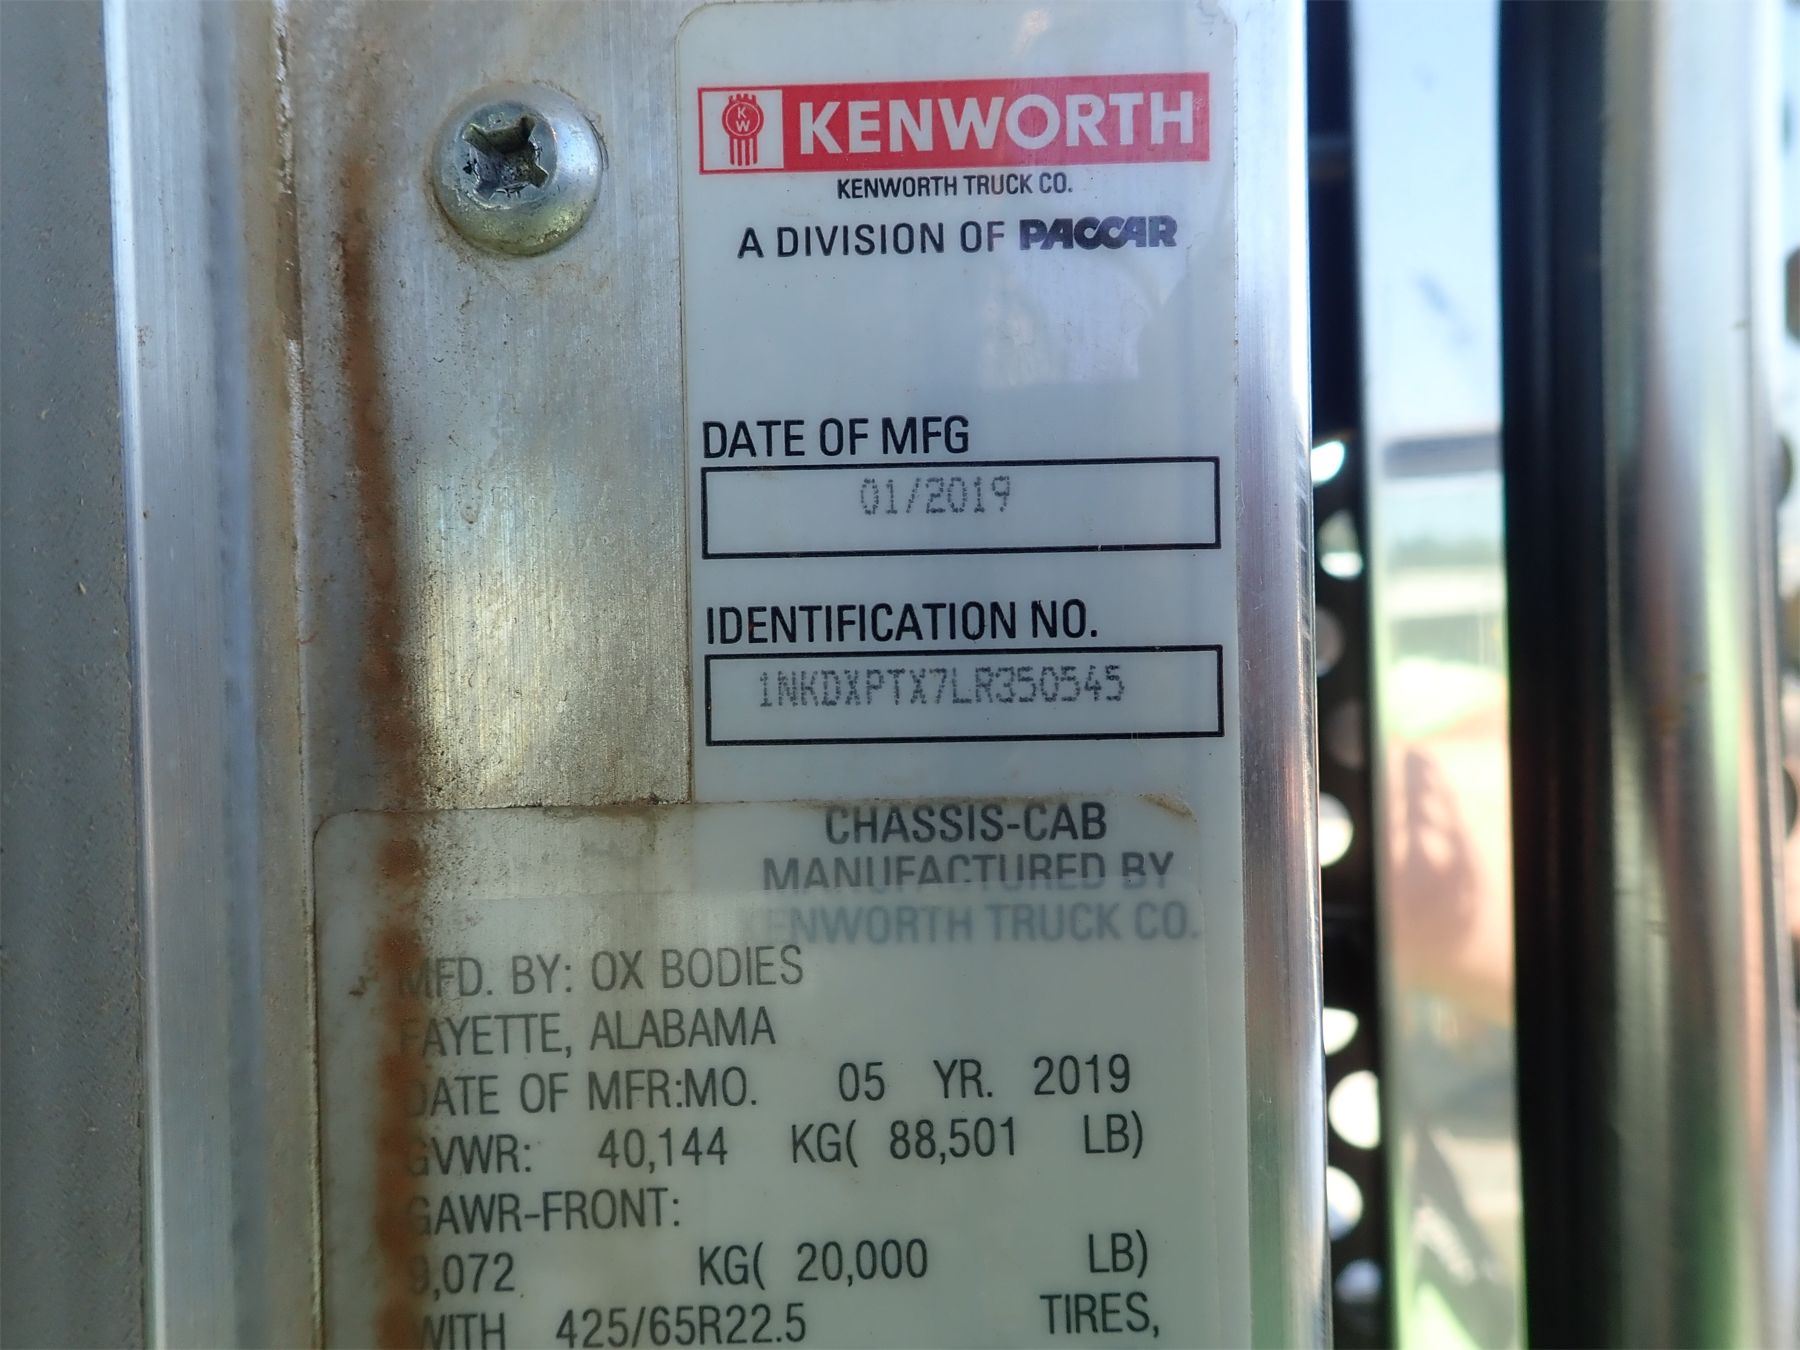 KW KENWORTH
KENWORTH TRUCK CO.
A DIVISION OF PACCAR
DATE OF MFG
01/2019
IDENTIFICATION NO.
1NKDXPTX7LR350545
CHASSIS-CAB
MANUFACTURED BY
KENWORTH TRUCK CO.
MFD. BY: OX BODIES
FAYETTE, ALABAMA
DATE OF MFR:MO. 05 YR. 2019
GVWR: 40,144 KG( 88,501 LB)
GAWR-FRONT:
9,072 KG( 20,000 LB)
WITH 425/65R22.5 TIRES,